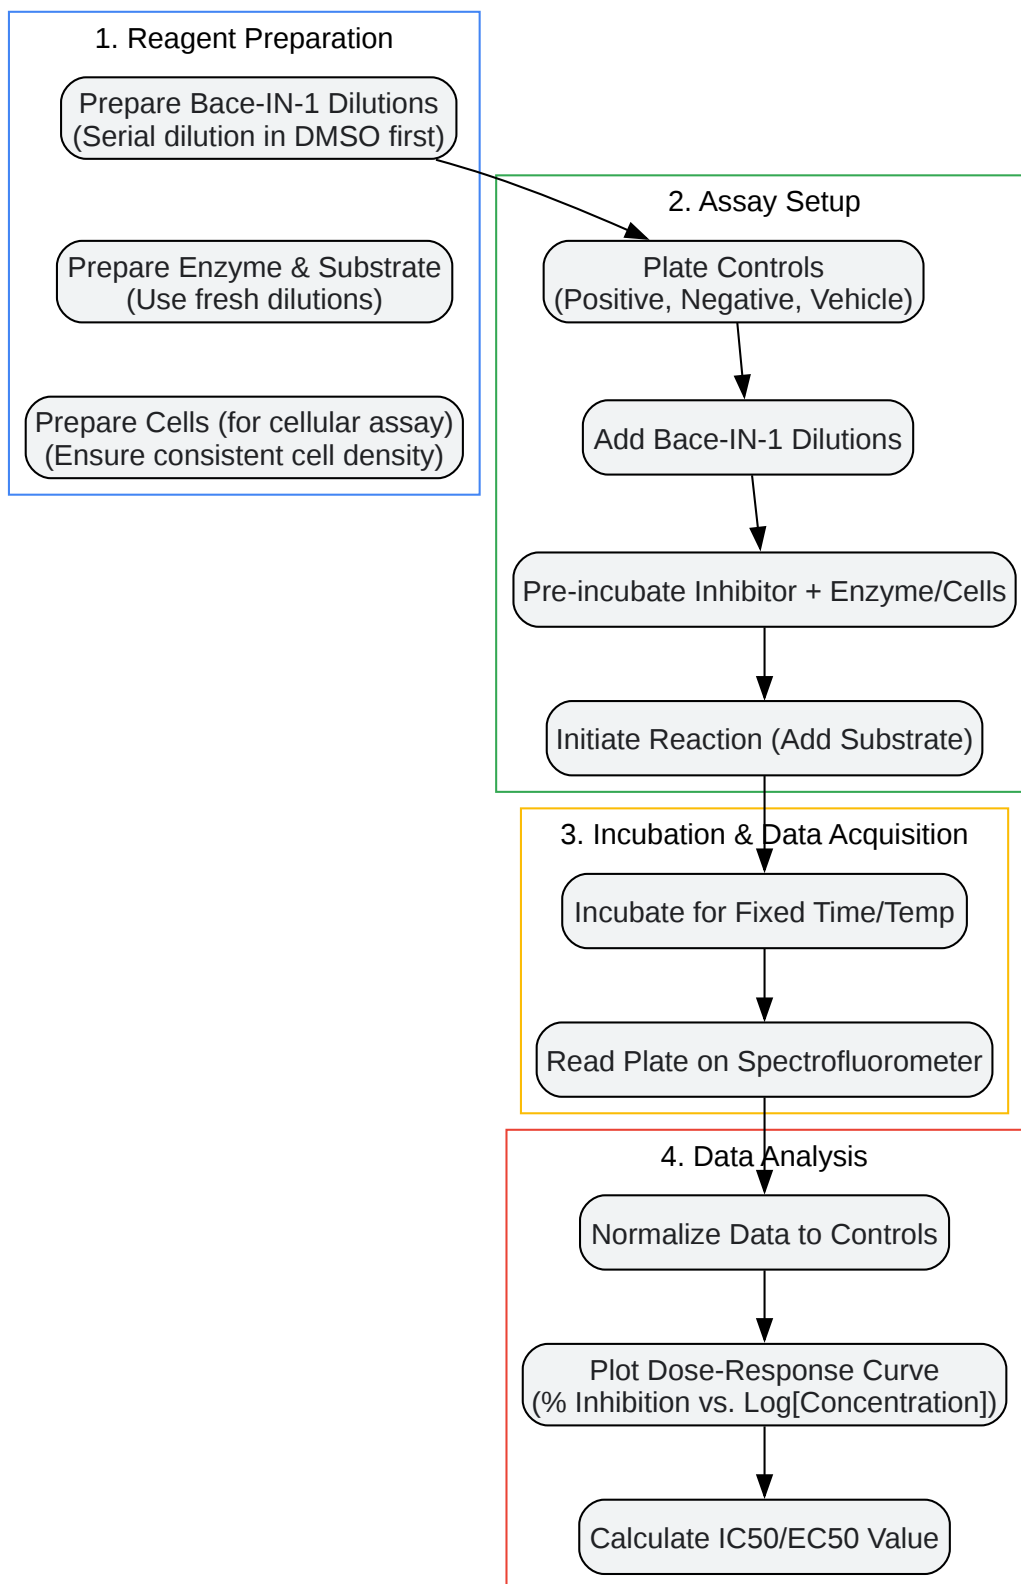 1. Reagent Preparation
Prepare Bace-IN-1 Dilutions
(Serial dilution in DMSO first)
Prepare Enzyme & Substrate
(Use fresh dilutions)
Prepare Cells (for cellular assay)
(Ensure consistent cell density)
2. Assay Setup
Plate Controls
(Positive, Negative, Vehicle)
Add Bace-IN-1 Dilutions
Pre-incubate Inhibitor + Enzyme/Cells
Initiate Reaction (Add Substrate)
3. Incubation & Data Acquisition
Incubate for Fixed Time/Temp
Read Plate on Spectrofluorometer
4. Data Analysis
Normalize Data to Controls
Plot Dose-Response Curve
(% Inhibition vs. Log[Concentration])
Calculate IC50/EC50 Value